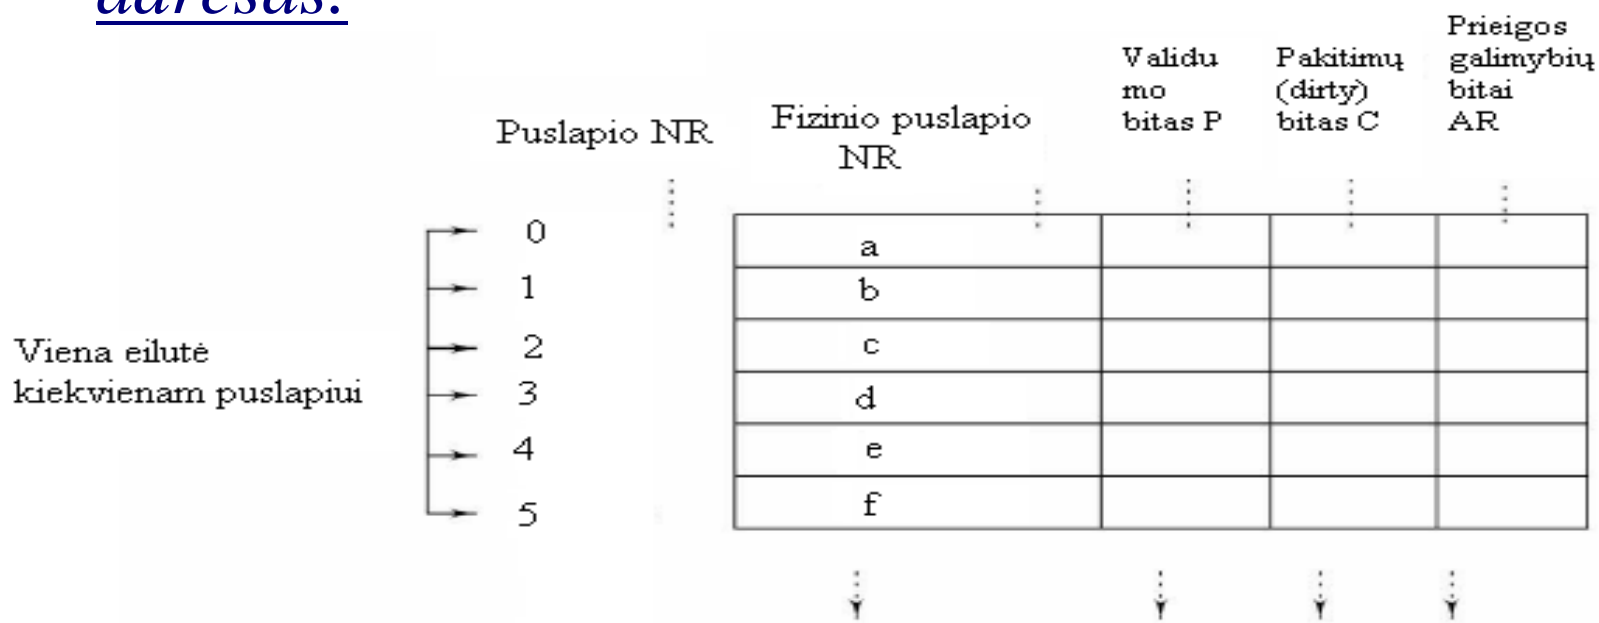 adresas:
Puslapio NR
Fizinio puslapio
NR
Validu
mo
bitas P
Pakitimų
(dirty)
bitas C
Prieigos
galimybių
bitai
AR
Viena eilutė
kiekvienam puslapiui
0
a
1
b
2
c
3
d
4
e
5
f